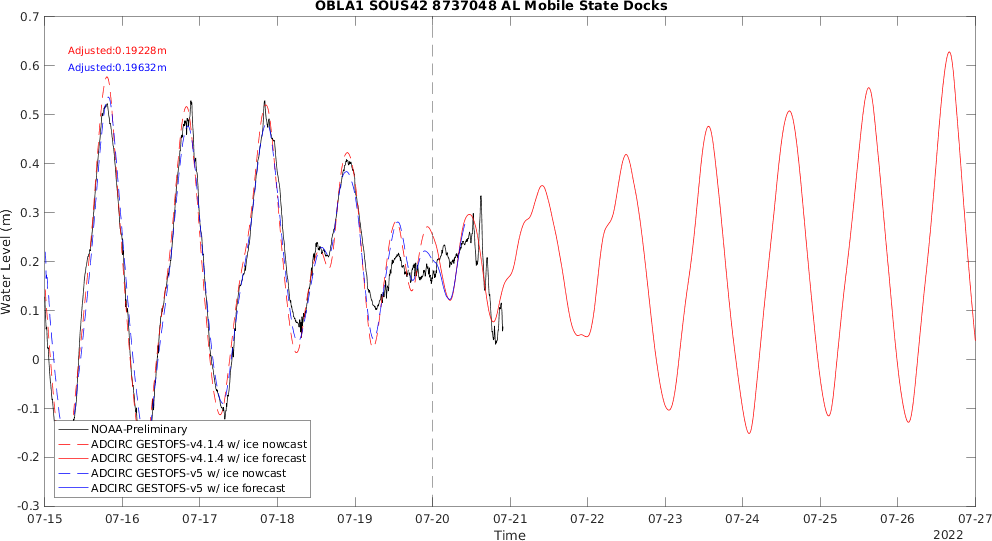 OBLA1 SOUS42 8737048 AL Mobile State Docks
0.7
0.6
0.5
0.4
0.3
0.2
0.1
0
-0.1
-0.2
-0.3
Water Level (m)
Adjusted:0.19228m
Adjusted:0.19632m
NOAA-Preliminary
ADCIRC GESTOFS-v4.1.4 w/ ice nowcast
ADCIRC GESTOFS-v4.1.4 w/ ice forecast
ADCIRC GESTOFS-v5 w/ ice nowcast
ADCIRC GESTOFS-v5 w/ ice forecast
07-15 07-16 07-17 07-18 07-19 07-20 07-21 07-22 07-23 07-24 07-25 07-26 07-27
Time
2022